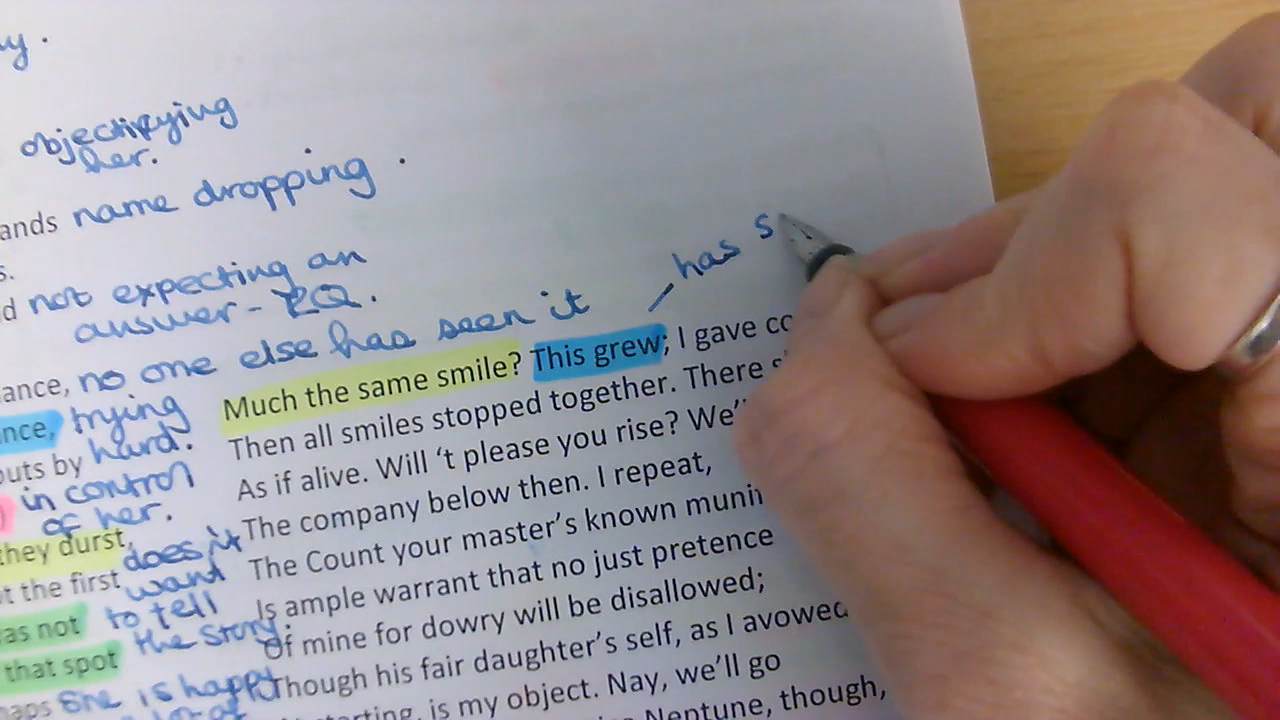 objectifying
her.
ands name dropping.
s.
d not expecting an
answer - RQ.
ance, no one else has seen it
has s
nce, trying
outs by hard.
in control
of her.
they durst, does it
t the first want
as not to tell
that spot the story.
aps She is happy
Much the same smile? This grew; I gave co
Then all smiles stopped together. There s
As if alive. Will 't please you rise? We'
The company below then. I repeat,
The Count your master's known muni
Is ample warrant that no just pretence
Of mine for dowry will be disallowed;
Though his fair daughter's self, as I avowed
starting, is my object. Nay, we'll go
Neptune, though,